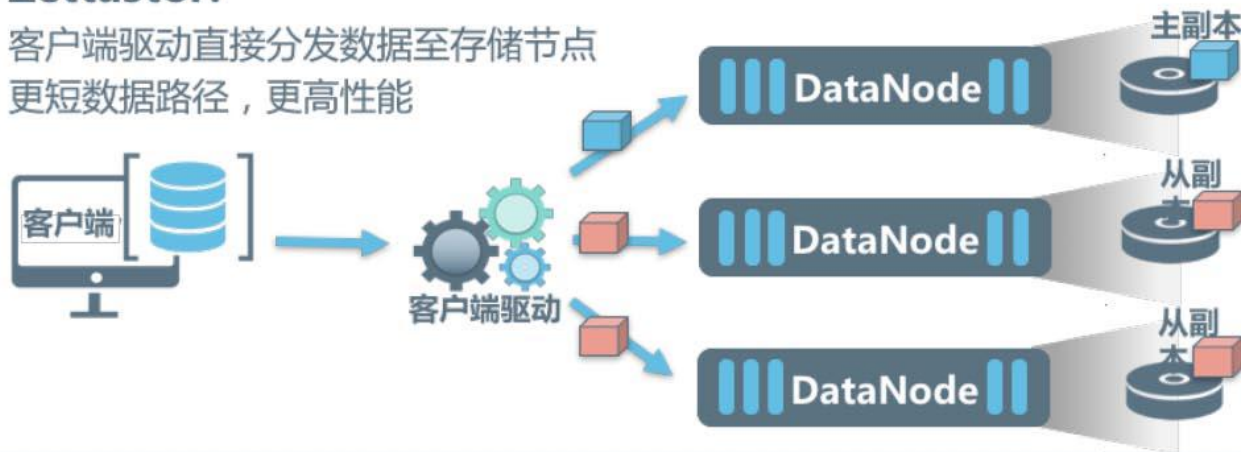 客户端驱动直接分发数据至存储节点
更短数据路径，更高性能
客户端
客户端驱动
DataNode
主副本
DataNode
从副
本
DataNode
从副
本